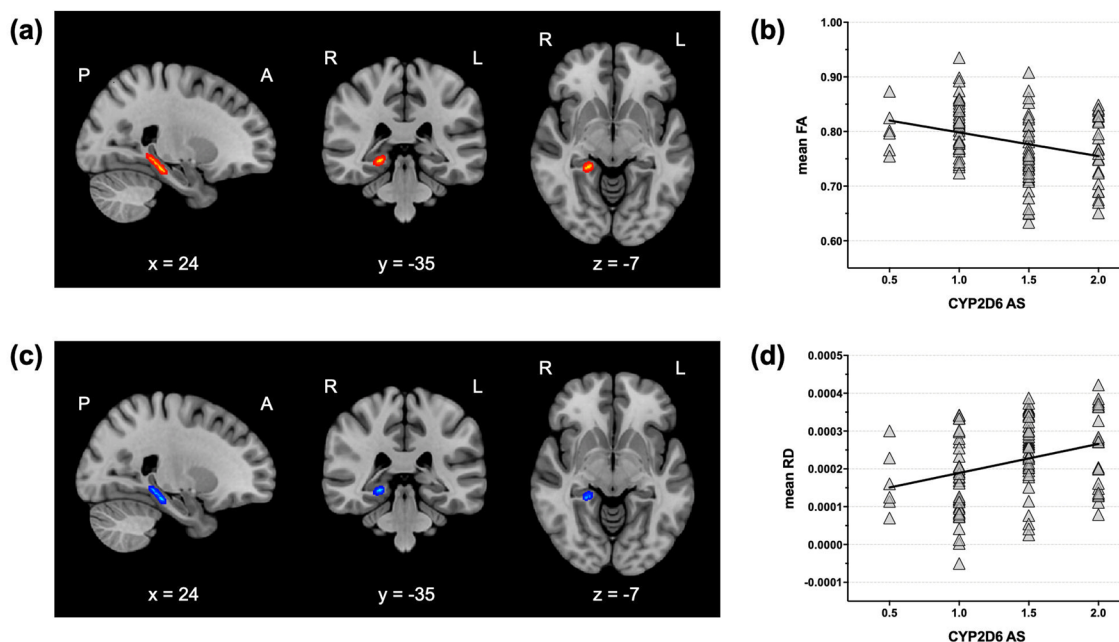 (a)
P A
R L
R L
x = 24
y = -35
z = -7
(b)
mean FA
1.00
0.90
0.80
0.70
0.60
0.5 1.0 1.5 2.0
CYP2D6 AS
(c)
P A
R L
R L
x = 24
y = -35
z = -7
(d)
mean RD
0.0005
0.0004
0.0003
0.0002
0.0001
0.0000
-0.0001
0.5 1.0 1.5 2.0
CYP2D6 AS